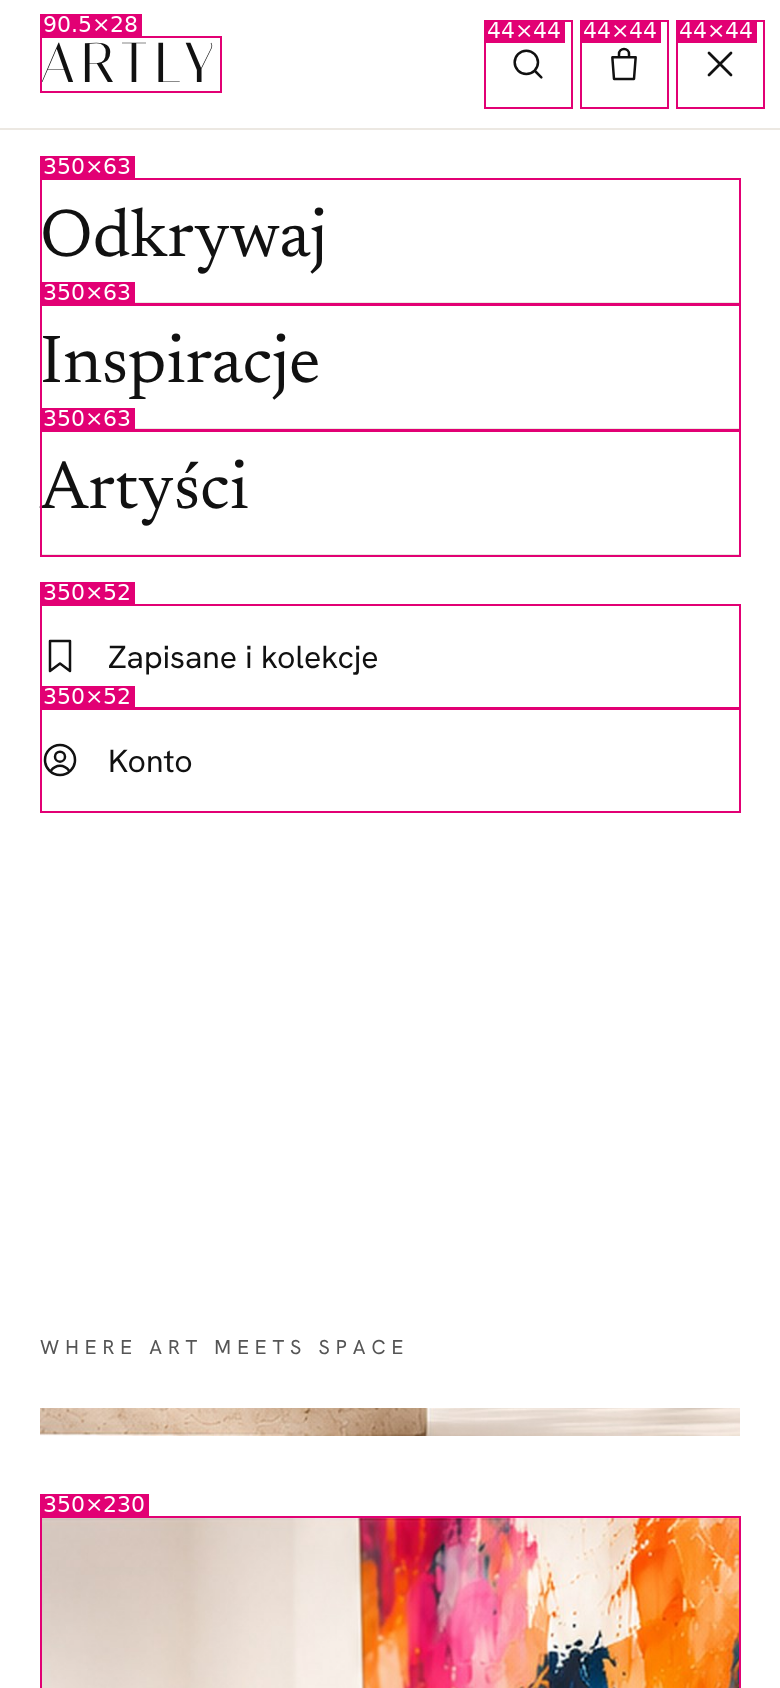 90.5×28
ARTLY
44×44
44×44
44×44
350×63
Odkrywaj
350×63
Inspiracje
350×63
Artyści
350×52
Zapisane i kolekcje
350×52
Konto
WHERE ART MEETS SPACE
350×230